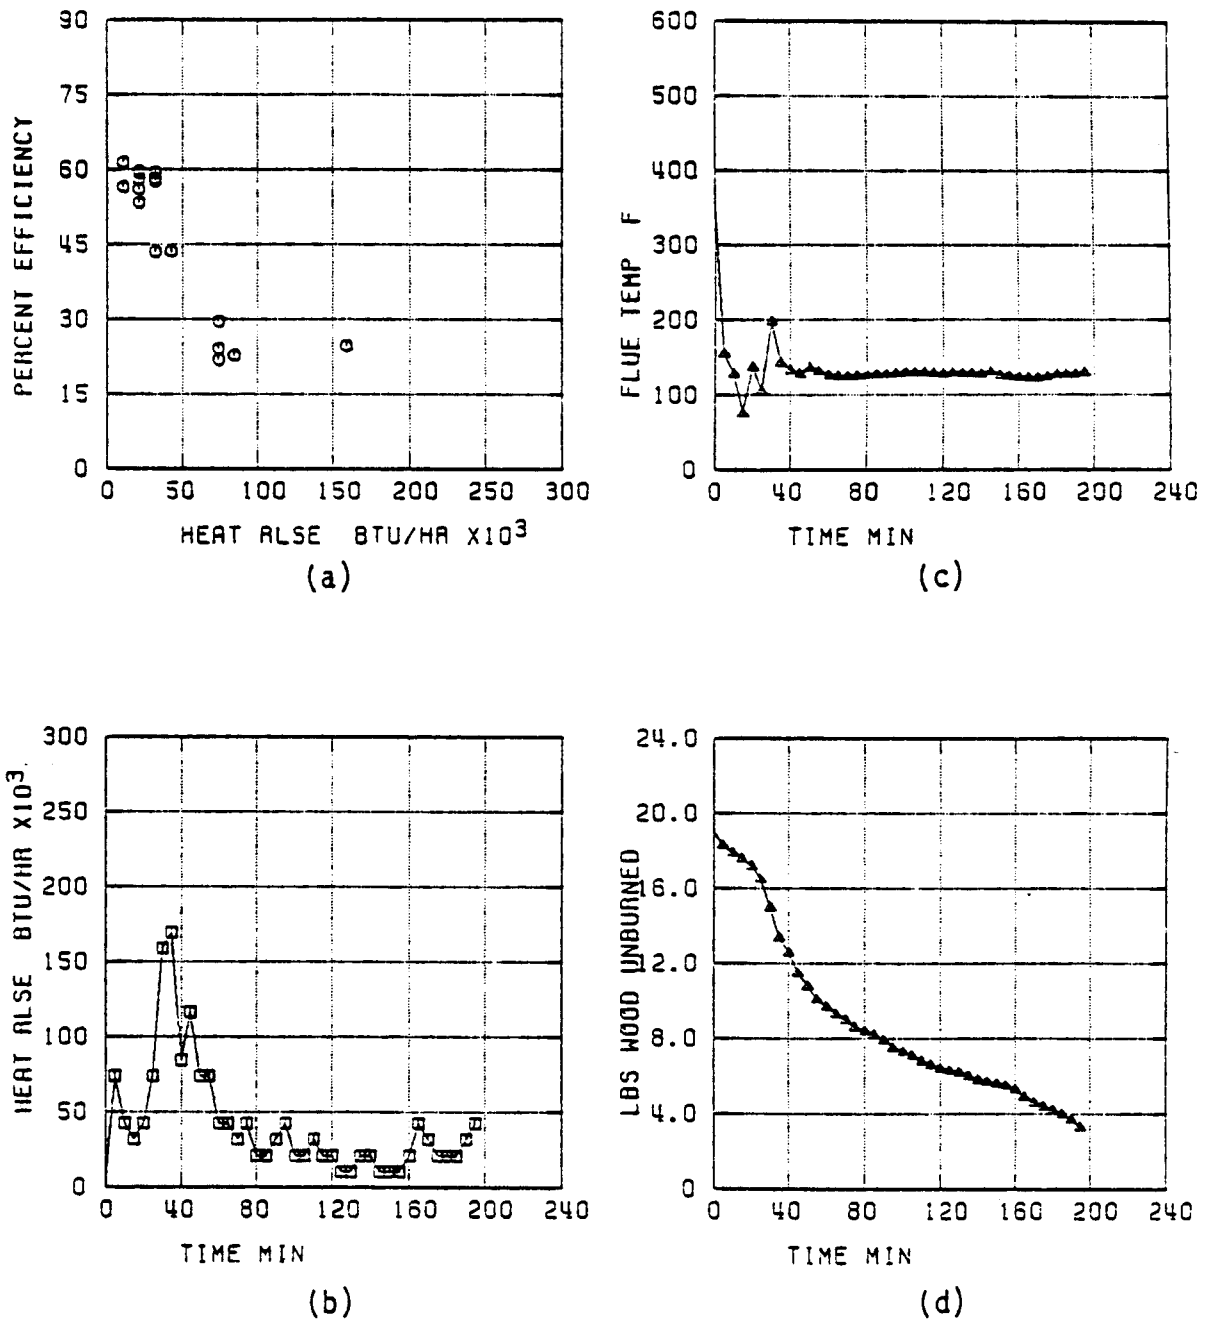 90
75
60
45
30
15
0
PERCENT EFFICIENCY
0 50 100 150 200 250 300
HEAT RLSE BTU/HR X10³
(a)
600
500
400
300
200
100
0
FLUE TEMP F
0 40 80 120 160 200 240
TIME MIN
(c)
300
250
200
150
100
50
0
HEAT RLSE BTU/HR X10³
0 40 80 120 160 200 240
TIME MIN
(b)
24.0
20.0
16.0
12.0
8.0
4.0
0
LBS WOOD UNBURNED
0 40 80 120 160 200 240
TIME MIN
(d)